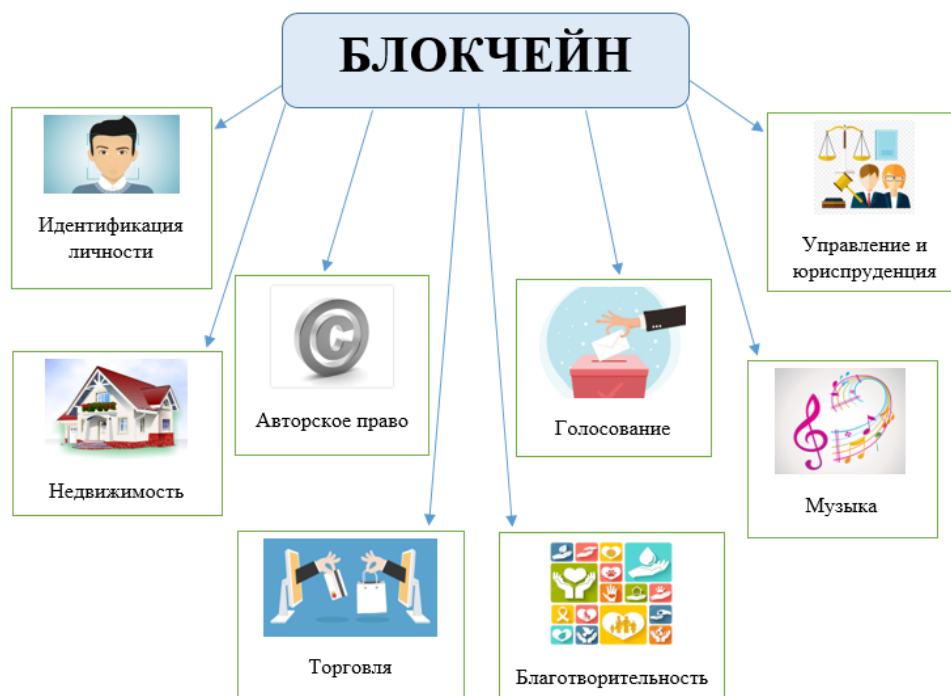 БЛОКЧЕЙН
Идентификация
личности
Управление и
юриспруденция
Авторское право
Голосование
Недвижимость
Музыка
Торговля
Благотворительность